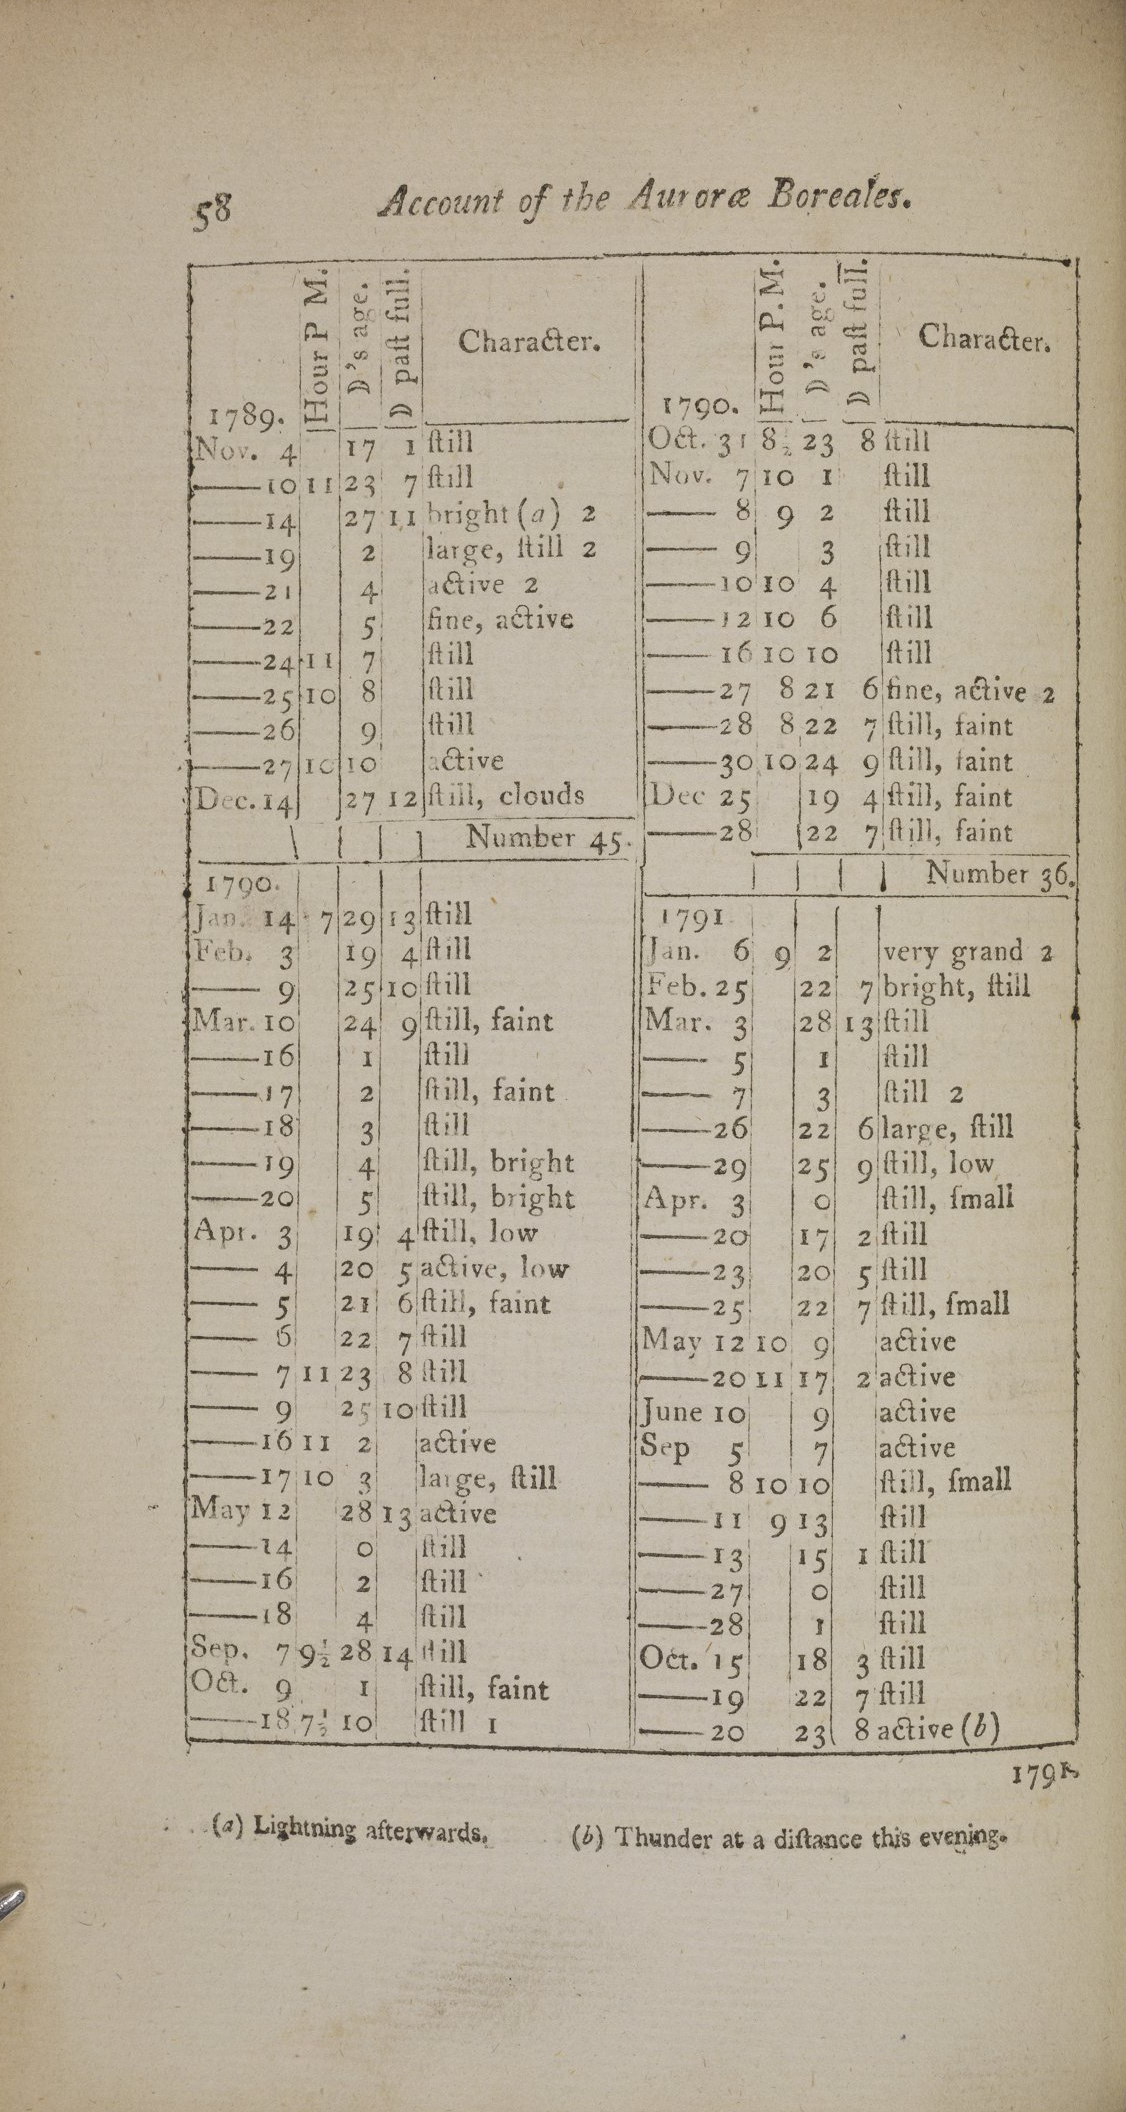 58 Account of the Auroræ Boreales.
1789. Hour P M. ☽'s age. ☽ paſt full. Character.
Nov. 4 17 1 ſtill
——10 11 23 7 ſtill
——14 27 11 bright (a) 2
——19 2 large, ſtill 2
——21 4 active 2
——22 5 fine, active
——24 11 7 ſtill
——25 10 8 ſtill
——26 9 ſtill
——27 10 10 active
Dec. 14 27 12 ſtill, clouds
Number 45.
1790.
Jan. 14 7 29 13 ſtill
Feb. 3 19 4 ſtill
—— 9 25 10 ſtill
Mar. 10 24 9 ſtill, faint
——16 1 ſtill
——17 2 ſtill, faint
——18 3 ſtill
——19 4 ſtill, bright
——20 5 ſtill, bright
Apr. 3 19 4 ſtill, low
—— 4 20 5 active, low
—— 5 21 6 ſtill, faint
—— 6 22 7 ſtill
—— 7 11 23 8 ſtill
—— 9 25 10 ſtill
——16 11 2 active
——17 10 3 large, ſtill
May 12 28 13 active
——14 0 ſtill
——16 2 ſtill
——18 4 ſtill
Sep. 7 9½ 28 14 ſtill
Oct. 9 1 ſtill, faint
——18 7½ 10 ſtill 1
1790. Hour P. M. ☽'s age. ☽ paſt full. Character.
Oct. 31 8½ 23 8 ſtill
Nov. 7 10 1 ſtill
—— 8 9 2 ſtill
—— 9 3 ſtill
——10 10 4 ſtill
——12 10 6 ſtill
——16 10 10 ſtill
——27 8 21 6 fine, active 2
——28 8 22 7 ſtill, faint
——30 10 24 9 ſtill, faint
Dec 25 19 4 ſtill, faint
——28 22 7 ſtill, faint
Number 36.
1791
Jan. 6 9 2 very grand 2
Feb. 25 22 7 bright, ſtill
Mar. 3 28 13 ſtill
—— 5 1 ſtill
—— 7 3 ſtill 2
——26 22 6 large, ſtill
——29 25 9 ſtill, low
Apr. 3 0 ſtill, ſmall
——20 17 2 ſtill
——23 20 5 ſtill
——25 22 7 ſtill, ſmall
May 12 10 9 active
——20 11 17 2 active
June 10 9 active
Sep 5 7 active
—— 8 10 10 ſtill, ſmall
——11 9 13 ſtill
——13 15 1 ſtill
——27 0 ſtill
——28 1 ſtill
Oct. 15 18 3 ſtill
——19 22 7 ſtill
——20 23 8 active (b)
1791
(a) Lightning afterwards. (b) Thunder at a diſtance this evening.